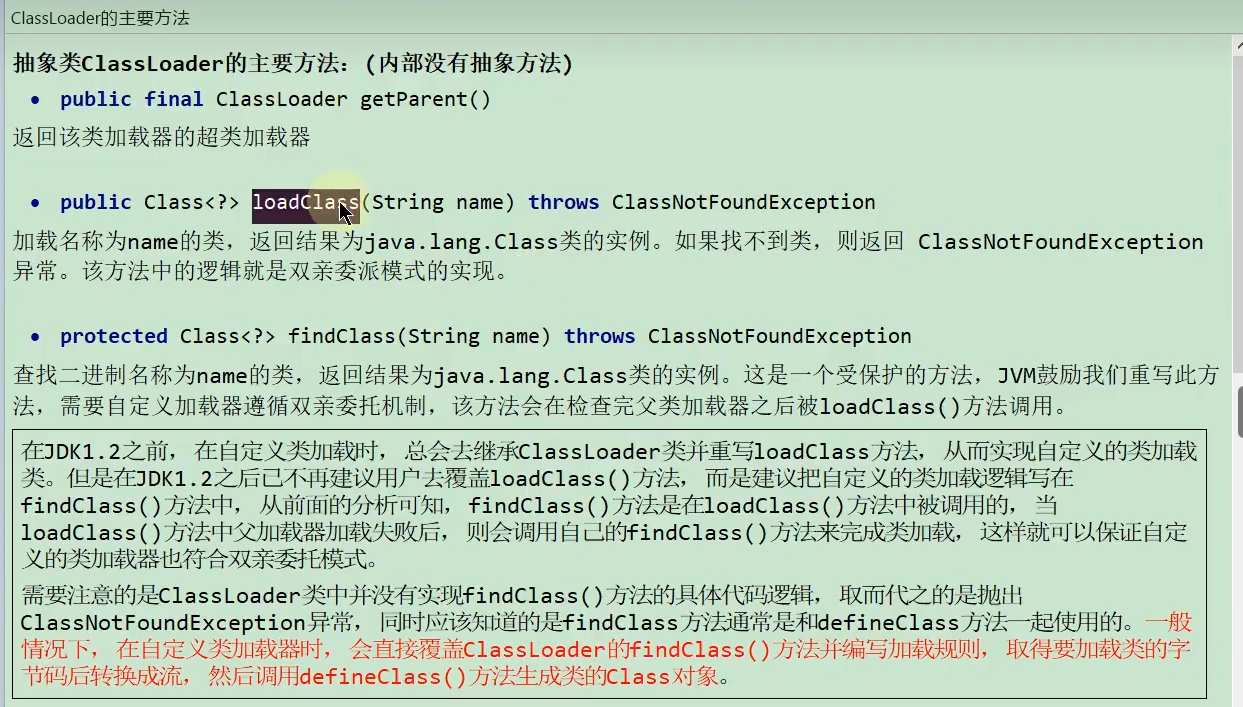 ClassLoader的主要方法
抽象类ClassLoader的主要方法：(内部没有抽象方法)
• public final ClassLoader getParent()
返回该类加载器的超类加载器
• public Class<?> loadClass(String name) throws ClassNotFoundException
加载名称为name的类，返回结果为java.lang.Class类的实例。如果找不到类，则返回 ClassNotFoundException
异常。该方法中的逻辑就是双亲委派模式的实现。
• protected Class<?> findClass(String name) throws ClassNotFoundException
查找二进制名称为name的类，返回结果为java.lang.Class类的实例。这是一个受保护的方法，JVM鼓励我们重写此方
法，需要自定义加载器遵循双亲委托机制，该方法会在检查完父类加载器之后被loadClass()方法调用。
在JDK1.2之前，在自定义类加载时，总会去继承ClassLoader类并重写loadClass方法，从而实现自定义的类加载
类。但是在JDK1.2之后已不再建议用户去覆盖loadClass()方法，而是建议把自定义的类加载逻辑写在
findClass()方法中，从前面的分析可知，findClass()方法是在loadClass()方法中被调用的，当
loadClass()方法中父加载器加载失败后，则会调用自己的findClass()方法来完成类加载，这样就可以保证自定
义的类加载器也符合双亲委托模式。
需要注意的是ClassLoader类中并没有实现findClass()方法的具体代码逻辑，取而代之的是抛出
ClassNotFoundException异常，同时应该知道的是findClass方法通常是和defineClass方法一起使用的。一般
情况下，在自定义类加载器时，会直接覆盖ClassLoader的findClass()方法并编写加载规则，取得要加载类的字
节码后转换成流，然后调用defineClass()方法生成类的Class对象。